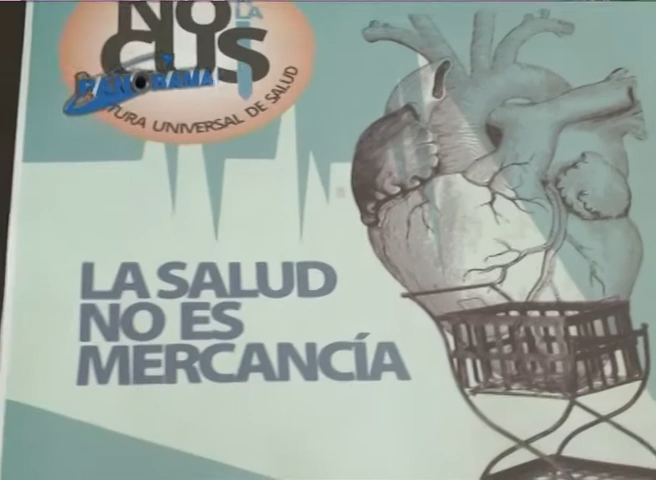 NO
LA
CUS
PANORAMA
TURA UNIVERSAL DE SALUD
LA SALUD
NO ES
MERCANCÍA